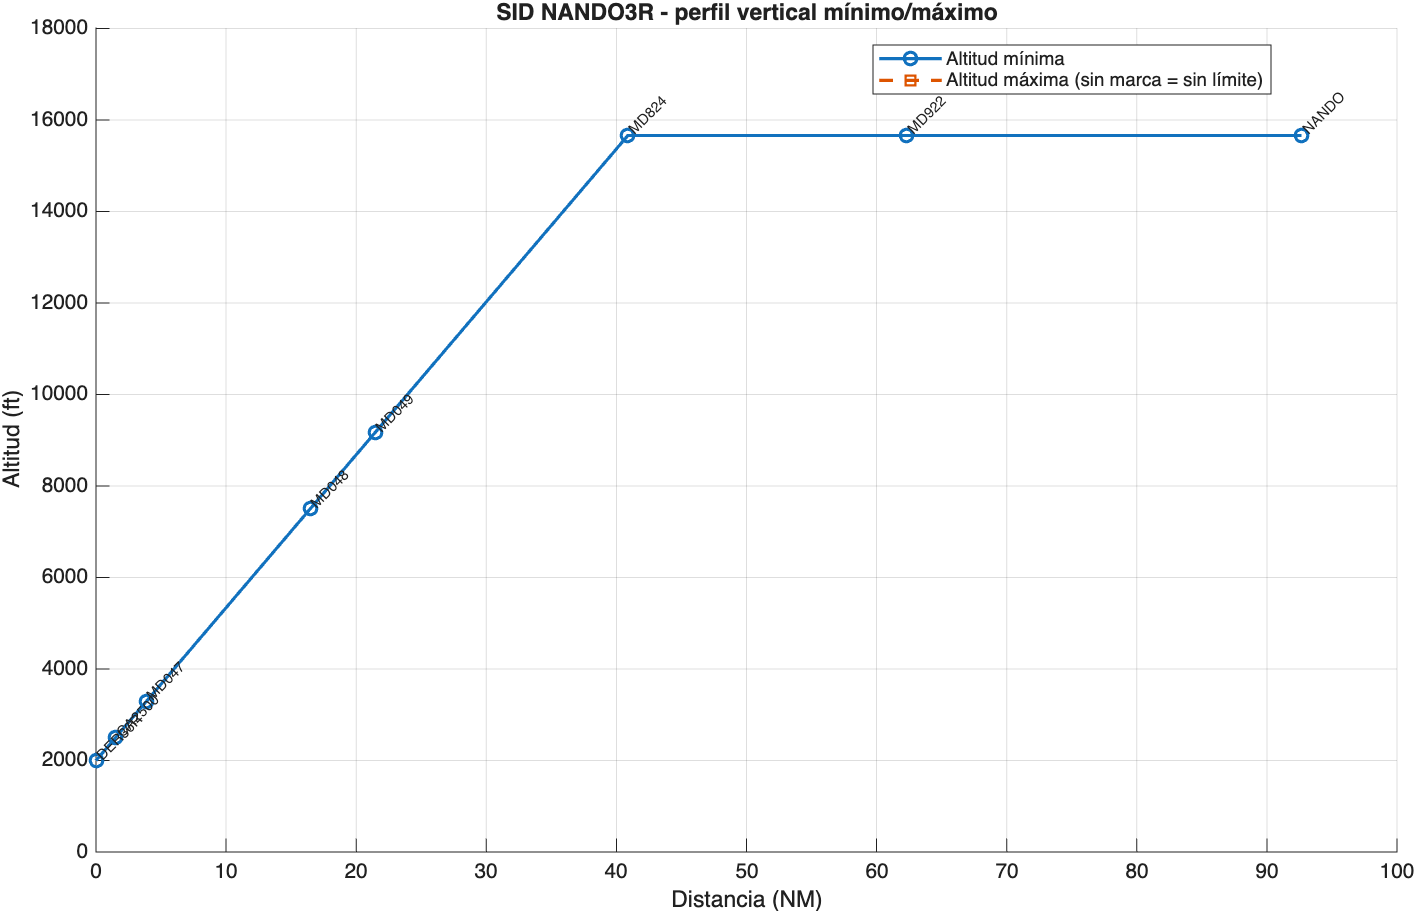 SID NANDO3R - perfil vertical mínimo/máximo
Altitud mínima
Altitud máxima (sin marca = sin límite)
Altitud (ft)
18000
16000
14000
12000
10000
8000
6000
4000
2000
0
MD047
MD048
MD049
MD824
MD922
NANDO
0 10 20 30 40 50 60 70 80 90 100
Distancia (NM)